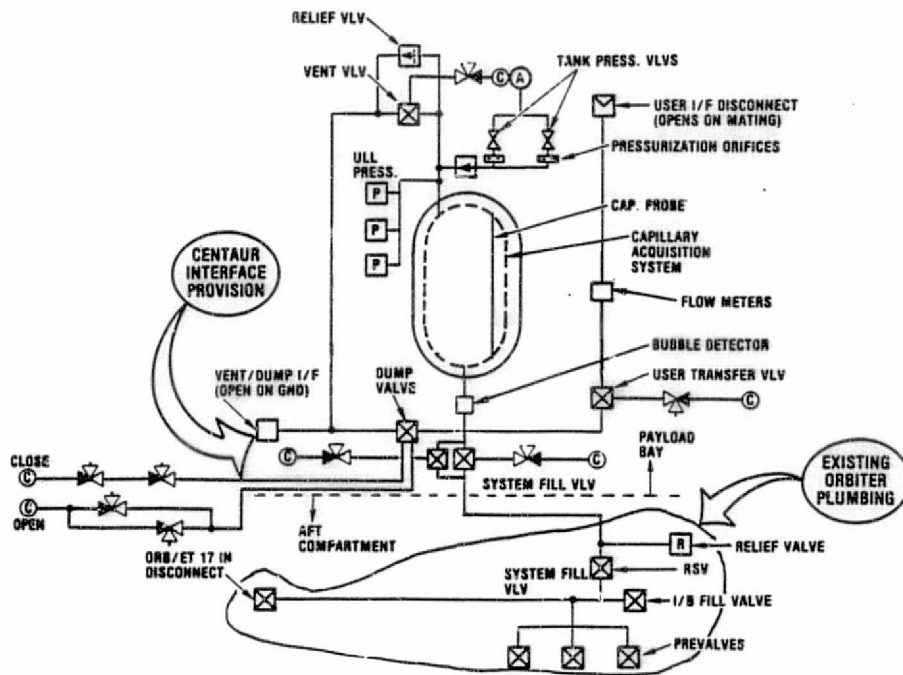 RELIEF VLV
VENT VLV
C
A
TANK PRESS. VLVS
USER I/F DISCONNECT
(OPENS ON MATING)
PRESSURIZATION ORIFICES
ULL
PRESS.
P
P
P
CAP. PROBE
CAPILLARY
ACQUISITION
SYSTEM
CENTAUR
INTERFACE
PROVISION
FLOW METERS
BUBBLE DETECTOR
VENT/DUMP I/F
(OPEN ON GND)
DUMP
VALVE
USER TRANSFER VLV
C
CLOSE
C
C
C
SYSTEM FILL VLV
PAYLOAD
BAY
EXISTING
ORBITER
PLUMBING
C
OPEN
AFT
COMPARTMENT
ORB/ET 17 IN
DISCONNECT
R
RELIEF VALVE
SYSTEM FILL
VLV
RSV
I/B FILL VALVE
PREVALVES